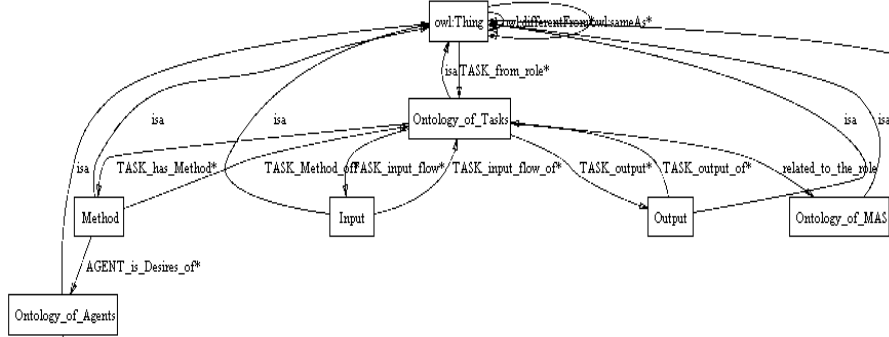 owl:Thing
owl:differentFrom*
owl:sameAs*
isa
TASK_from_role*
Ontology_of_Tasks
isa
isa
isa
isa
isa
TASK_has_Method*
TASK_Method_of*
TASK_input_flow*
TASK_input_flow_of*
TASK_output*
TASK_output_of*
related_to_the_role
Method
Input
Output
Ontology_of_MAS
AGENT_is_Desires_of*
Ontology_of_Agents